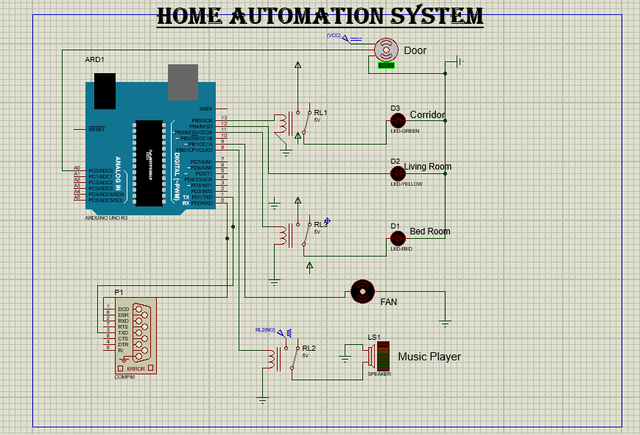 HOME AUTOMATION SYSTEM
(VCC)
Door
ARD1
AREF
RESET
RL1
5V
D3
Corridor
LED-GREEN
13
12
11
10
9
8
7
6
5
4
3
2
1
0
ANALOG IN
DIGITAL (~PWM)
TX
RX
A0
A1
A2
A3
A4
A5
D2
Living Room
LED-YELLOW
ARDUINO UNO R3
RL3
5V
D1
Bed Room
LED-RED
P1
FAN
DCD
DSR
RXD
RTS
TXD
CTS
DTR
RI
ERROR
COMPIM
RL2(NO)
RL2
5V
LS1
SPEAKER
Music Player